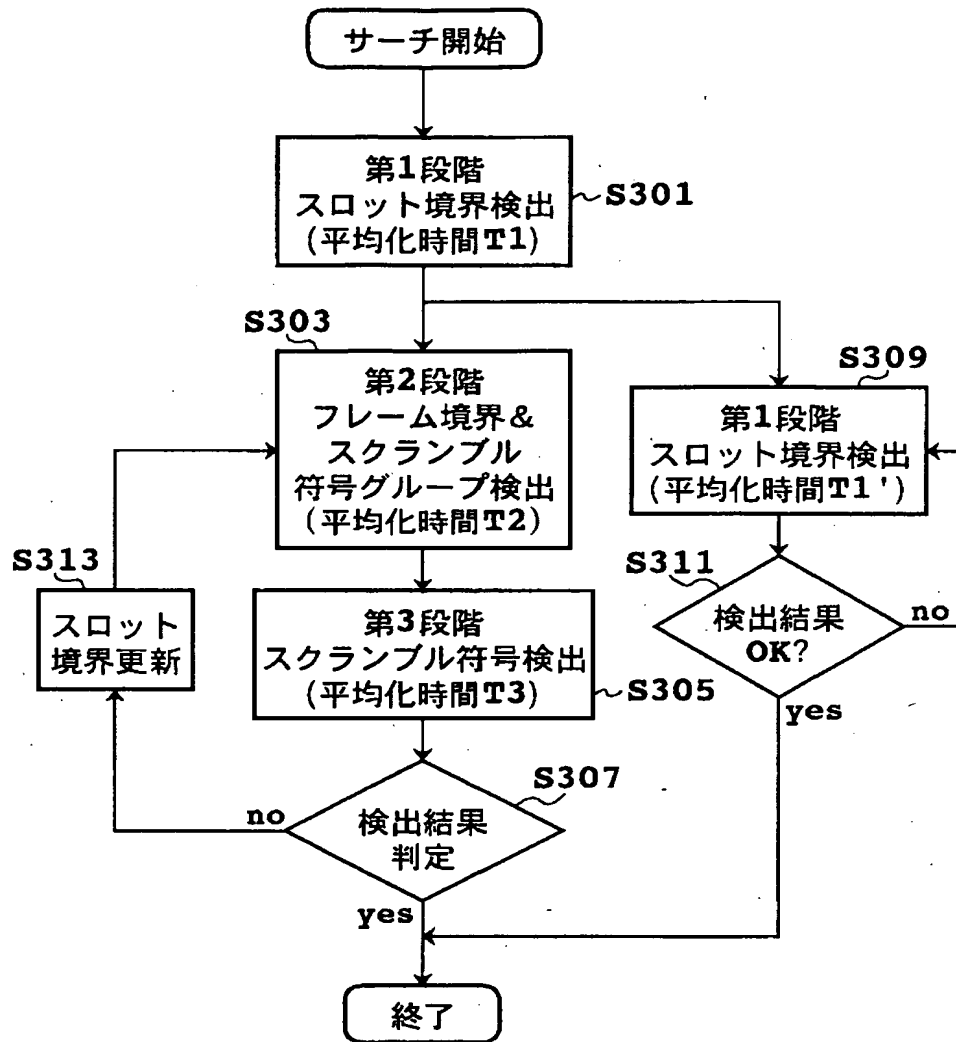 サーチ開始
第1段階
スロット境界検出
(平均化時間T1)
S301
S303
第2段階
フレーム境界&
スクランブル
符号グループ検出
(平均化時間T2)
S309
第1段階
スロット境界検出
(平均化時間T1')
S313
スロット
境界更新
S311
検出結果
OK?
no
yes
第3段階
スクランブル符号検出
(平均化時間T3)
S305
S307
検出結果
判定
no
yes
終了